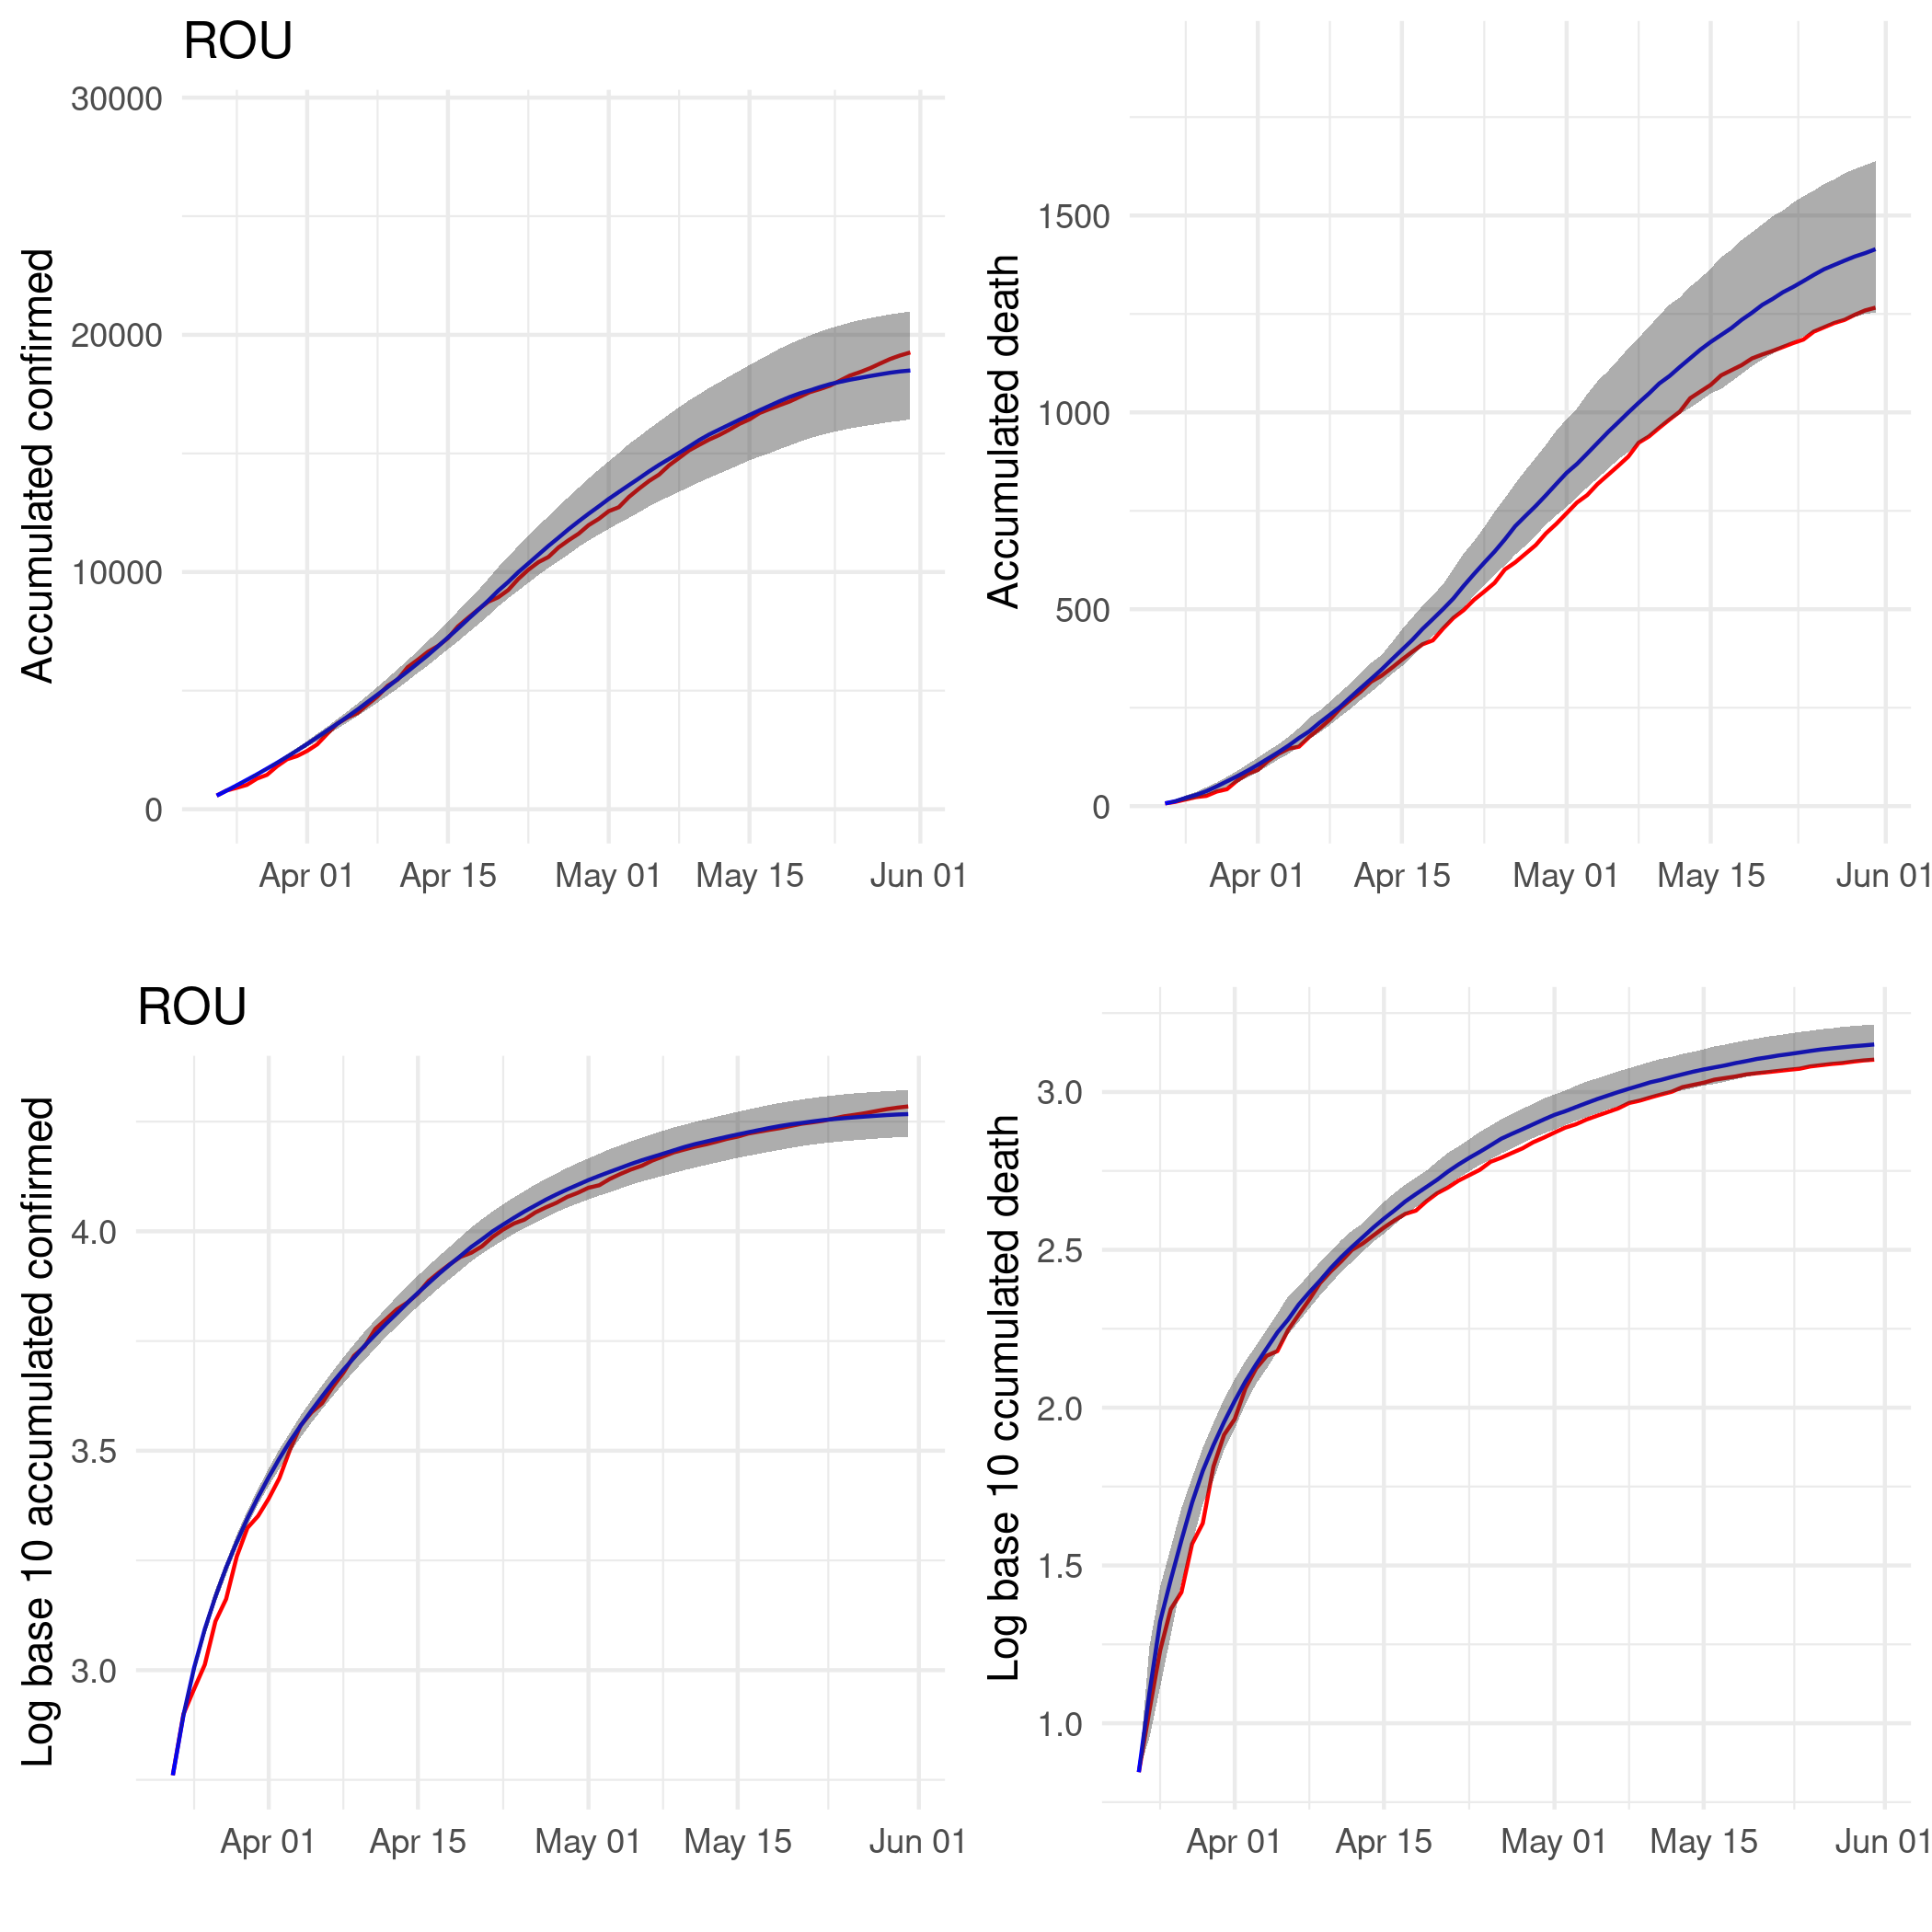 ROU
Accumulated confirmed
30000
20000
10000
0
Apr 01 Apr 15 May 01 May 15 Jun 01
Accumulated death
1500
1000
500
0
Apr 01 Apr 15 May 01 May 15 Jun 01
ROU
Log base 10 accumulated confirmed
4.0
3.5
3.0
Apr 01 Apr 15 May 01 May 15 Jun 01
Log base 10 ccumulated death
3.0
2.5
2.0
1.5
1.0
Apr 01 Apr 15 May 01 May 15 Jun 01